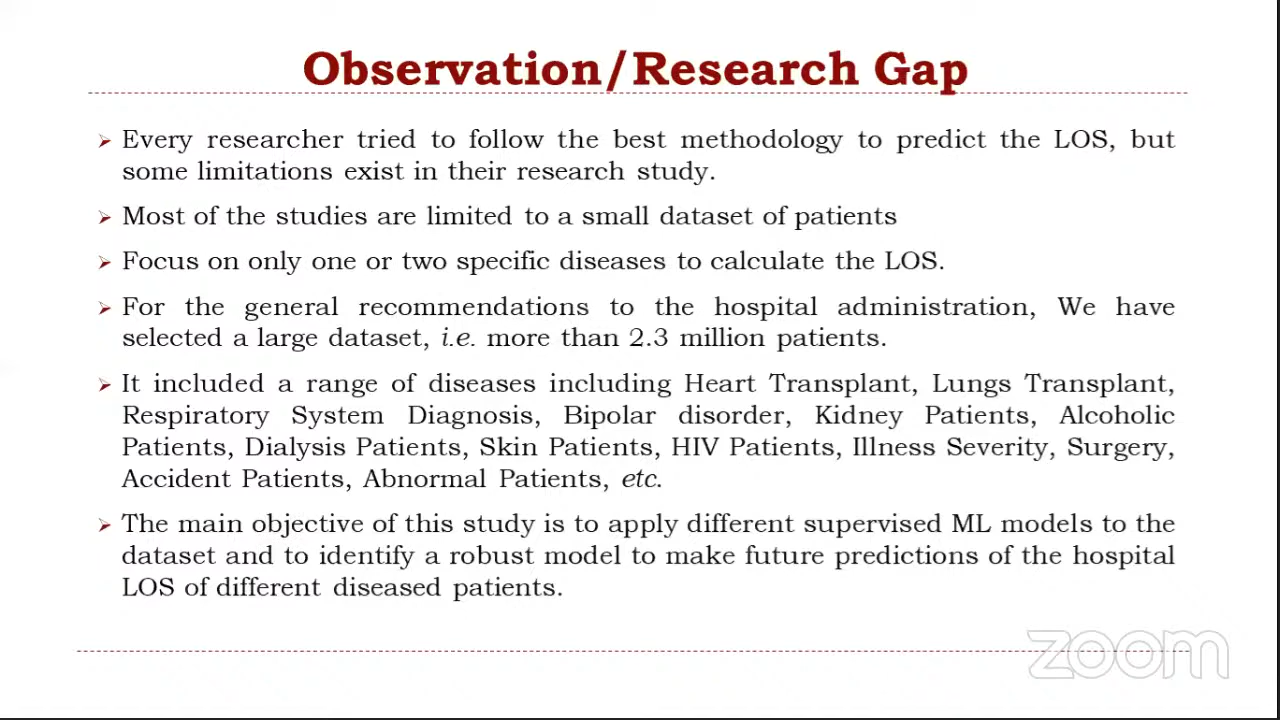 Observation/Research Gap
Every researcher tried to follow the best methodology to predict the LOS, but
some limitations exist in their research study.
Most of the studies are limited to a small dataset of patients
Focus on only one or two specific diseases to calculate the LOS.
For the general recommendations to the hospital administration, We have
selected a large dataset, i.e. more than 2.3 million patients.
It included a range of diseases including Heart Transplant, Lungs Transplant,
Respiratory System Diagnosis, Bipolar disorder, Kidney Patients, Alcoholic
Patients, Dialysis Patients, Skin Patients, HIV Patients, Illness Severity, Surgery,
Accident Patients, Abnormal Patients, etc.
The main objective of this study is to apply different supervised ML models to the
dataset and to identify a robust model to make future predictions of the hospital
LOS of different diseased patients.
zoom